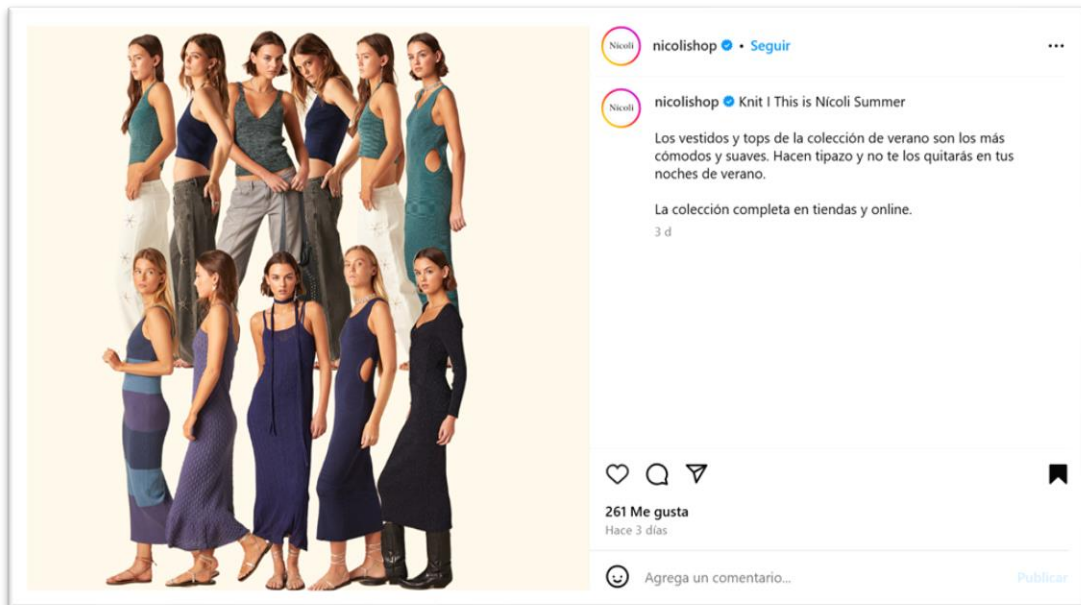 Nicoli
nicolishop • Seguir
Nicoli
nicolishop Knit I This is Nícoli Summer
Los vestidos y tops de la colección de verano son los más
cómodos y suaves. Hacen tipazo y no te los quitarás en tus
noches de verano.
La colección completa en tiendas y online.
3 d
261 Me gusta
Hace 3 días
Agrega un comentario...
Publicar